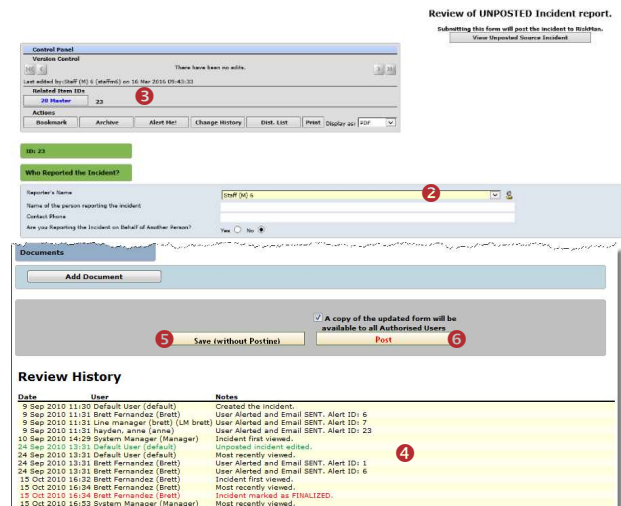 Review of UNPOSTED Incident report.
Submitting this form will post the incident to RiskMan.
View Unposted Source Incident
Control Panel
Version Control
There have been no edits.
Last edited by:Staff (M) 6 (staffm6) on 16 Mar 2016 09:43:33
Related Item IDs
20 Master 23
3
Actions
Bookmark Archive Alert Me! Change History Dist. List Print Display as: PDF
ID: 23
Who Reported the Incident?
Reporter's Name Staff (M) 6 2
Name of the person reporting the incident
Contact Phone
Are you Reporting the Incident on Behalf of Another Person? Yes No
Documents
Add Document
A copy of the updated form will be
available to all Authorised Users
5 Save (without Posting) Post 6
Review History
Date User Notes
9 Sep 2010 11:30 Default User (default) Created the incident.
9 Sep 2010 11:31 Brett Fernandez (Brett) User Alerted and Email SENT. Alert ID: 6
9 Sep 2010 11:31 Line manager (brett) (LM brett) User Alerted and Email SENT. Alert ID: 7
9 Sep 2010 11:31 hayden, anne (anne) User Alerted and Email SENT. Alert ID: 23
10 Sep 2010 14:29 System Manager (Manager) Incident first viewed.
24 Sep 2010 13:31 Default User (default) Unposted incident edited.
24 Sep 2010 13:31 Default User (default) Most recently viewed.
4
24 Sep 2010 13:31 Brett Fernandez (Brett) User Alerted and Email SENT. Alert ID: 1
24 Sep 2010 13:31 Brett Fernandez (Brett) User Alerted and Email SENT. Alert ID: 6
15 Oct 2010 16:32 Brett Fernandez (Brett) Incident first viewed.
15 Oct 2010 16:34 Brett Fernandez (Brett) Most recently viewed.
15 Oct 2010 16:34 Brett Fernandez (Brett) Incident marked as FINALIZED.
15 Oct 2010 16:53 System Manager (Manager) Most recently viewed.